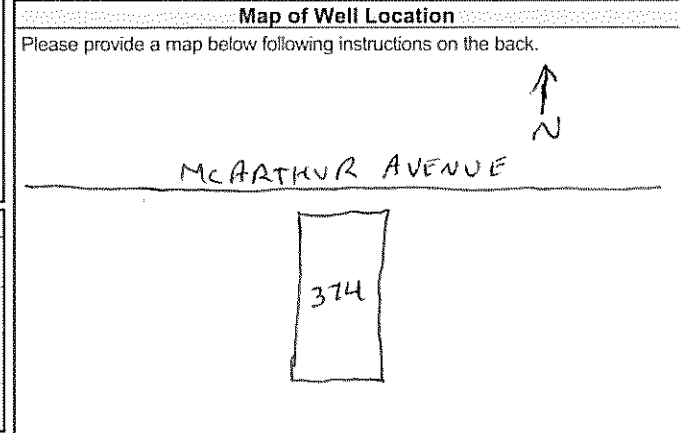 Map of Well Location
Please provide a map below following instructions on the back.
N
McARTHUR AVENUE
374